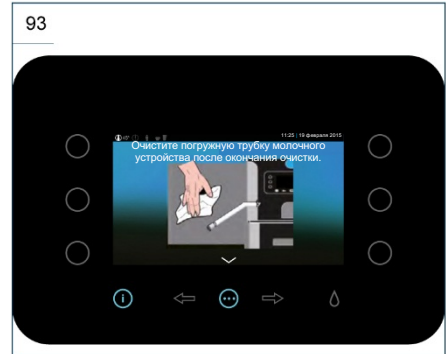 93
11:25 | 19 февраля 2015
Очистите погружную трубку молочного
устройства после окончания очистки.